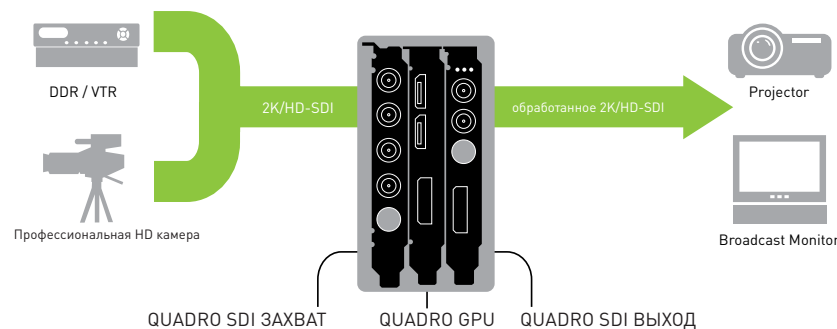 DDR / VTR
2K/HD-SDI
обработанное 2K/HD-SDI
Projector
Профессиональная HD камера
Broadcast Monitor
QUADRO SDI ЗАХВАТ
QUADRO GPU
QUADRO SDI ВЫХОД